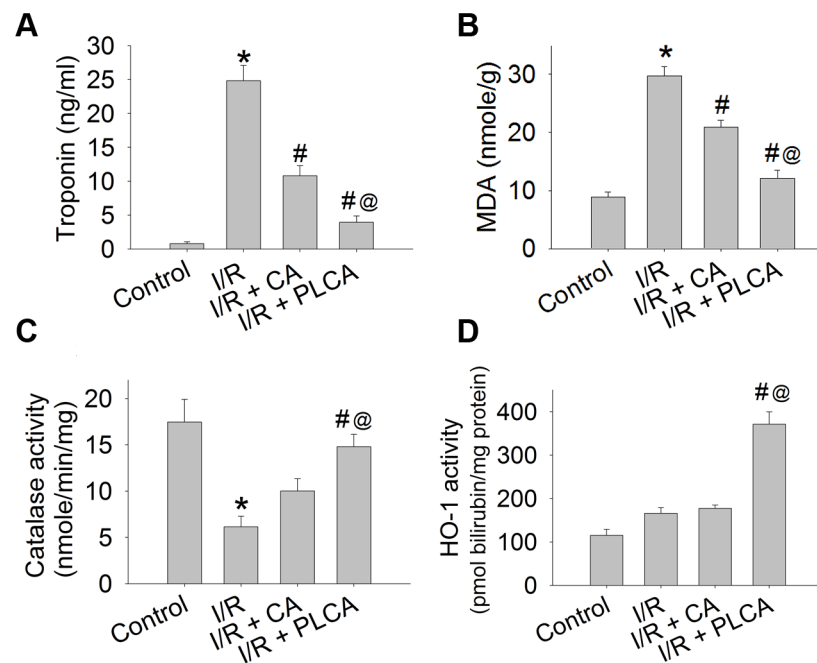 A
Troponin (ng/ml)
30
25
20
15
10
5
0
*
#
#@
Control
I/R
I/R + CA
I/R + PLCA
B
MDA (nmole/g)
30
20
10
0
*
#
#@
Control
I/R
I/R + CA
I/R + PLCA
C
Catalase activity
(nmole/min/mg)
20
15
10
5
0
*
#@
Control
I/R
I/R + CA
I/R + PLCA
D
HO-1 activity
(pmol bilirubin/mg protein)
400
300
200
100
0
#@
Control
I/R
I/R + CA
I/R + PLCA